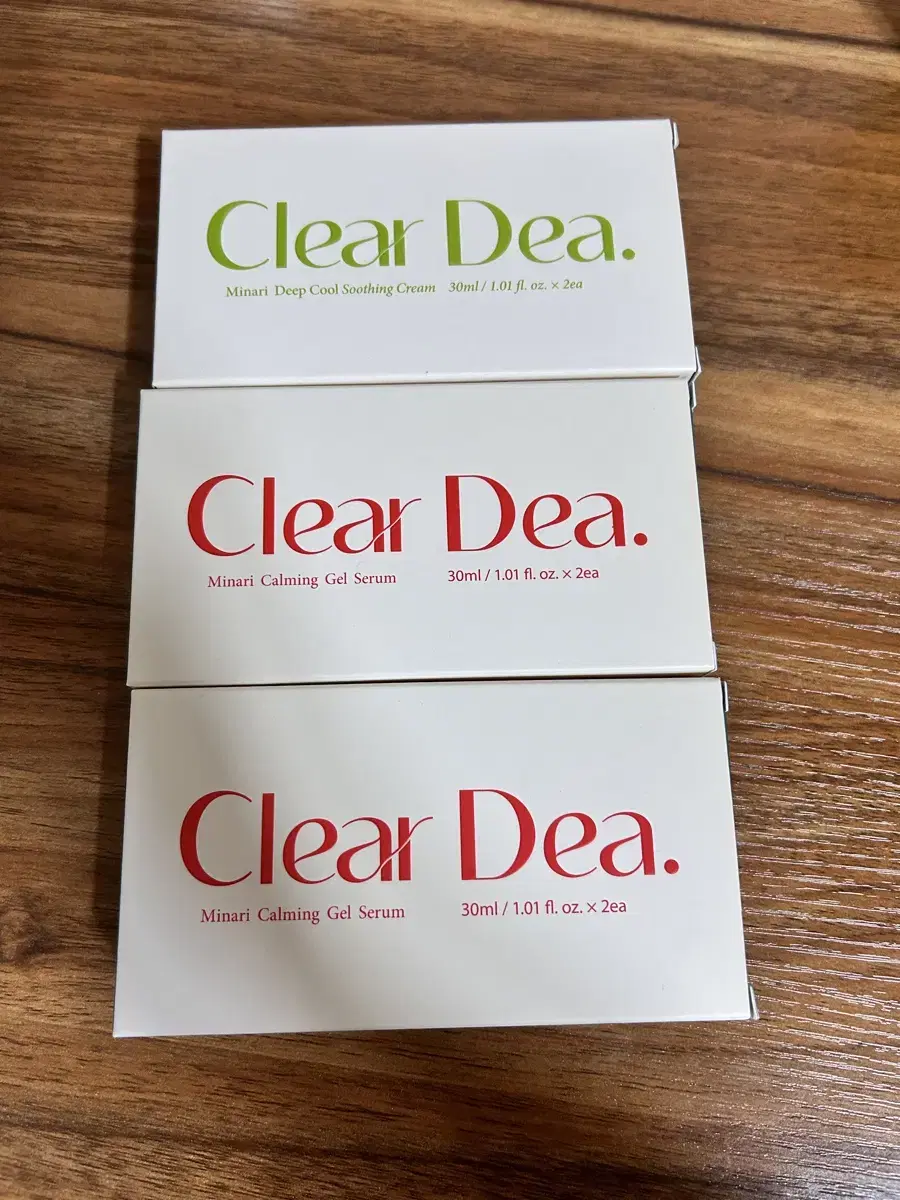 Clear Dea.
Minari Deep Cool Soothing Cream 30ml / 1.01 fl. oz. × 2ea
Clear Dea.
Minari Calming Gel Serum 30ml / 1.01 fl. oz. × 2ea
Clear Dea.
Minari Calming Gel Serum 30ml / 1.01 fl. oz. × 2ea